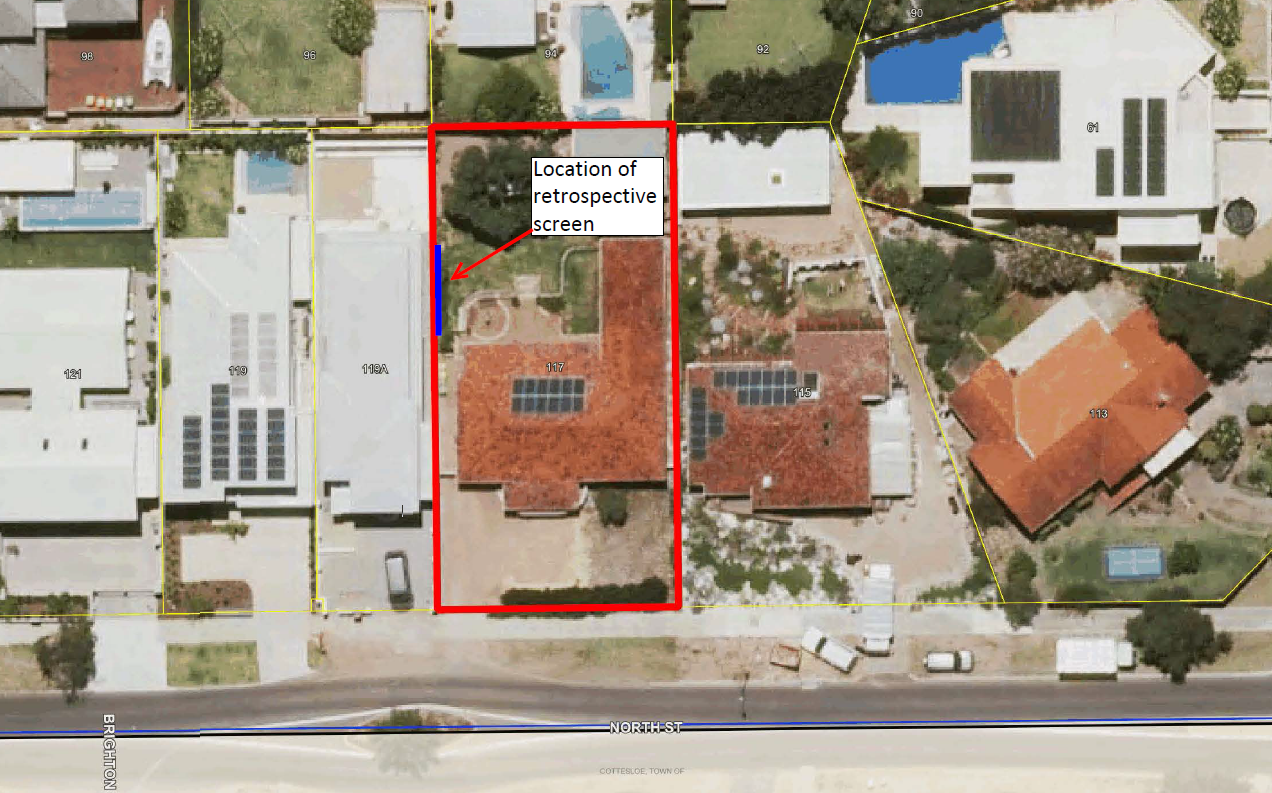 90
98
96
94
92
61
Location of
retrospective
screen
121
119
119A
117
115
113
BRIGHTON
NORTH ST
COTTESLOE, TOWN OF